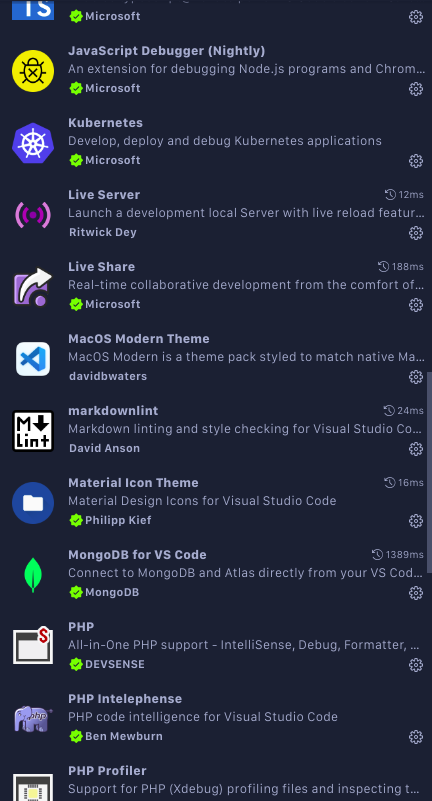 TS
Microsoft
JavaScript Debugger (Nightly)
An extension for debugging Node.js programs and Chrom...
Microsoft
Kubernetes
Develop, deploy and debug Kubernetes applications
Microsoft
Live Server
12ms
Launch a development local Server with live reload featur...
Ritwick Dey
Live Share
188ms
Real-time collaborative development from the comfort of...
Microsoft
MacOS Modern Theme
MacOS Modern is a theme pack styled to match native Ma...
davidbwaters
markdownlint
24ms
Markdown linting and style checking for Visual Studio Co...
David Anson
M
Lint
Material Icon Theme
16ms
Material Design Icons for Visual Studio Code
Philipp Kief
MongoDB for VS Code
1389ms
Connect to MongoDB and Atlas directly from your VS Cod...
MongoDB
PHP
All-in-One PHP support - IntelliSense, Debug, Formatter, ...
DEVSENSE
S
PHP Intelephense
PHP code intelligence for Visual Studio Code
Ben Mewburn
php
PHP Profiler
Support for PHP (Xdebug) profiling files and inspecting t...